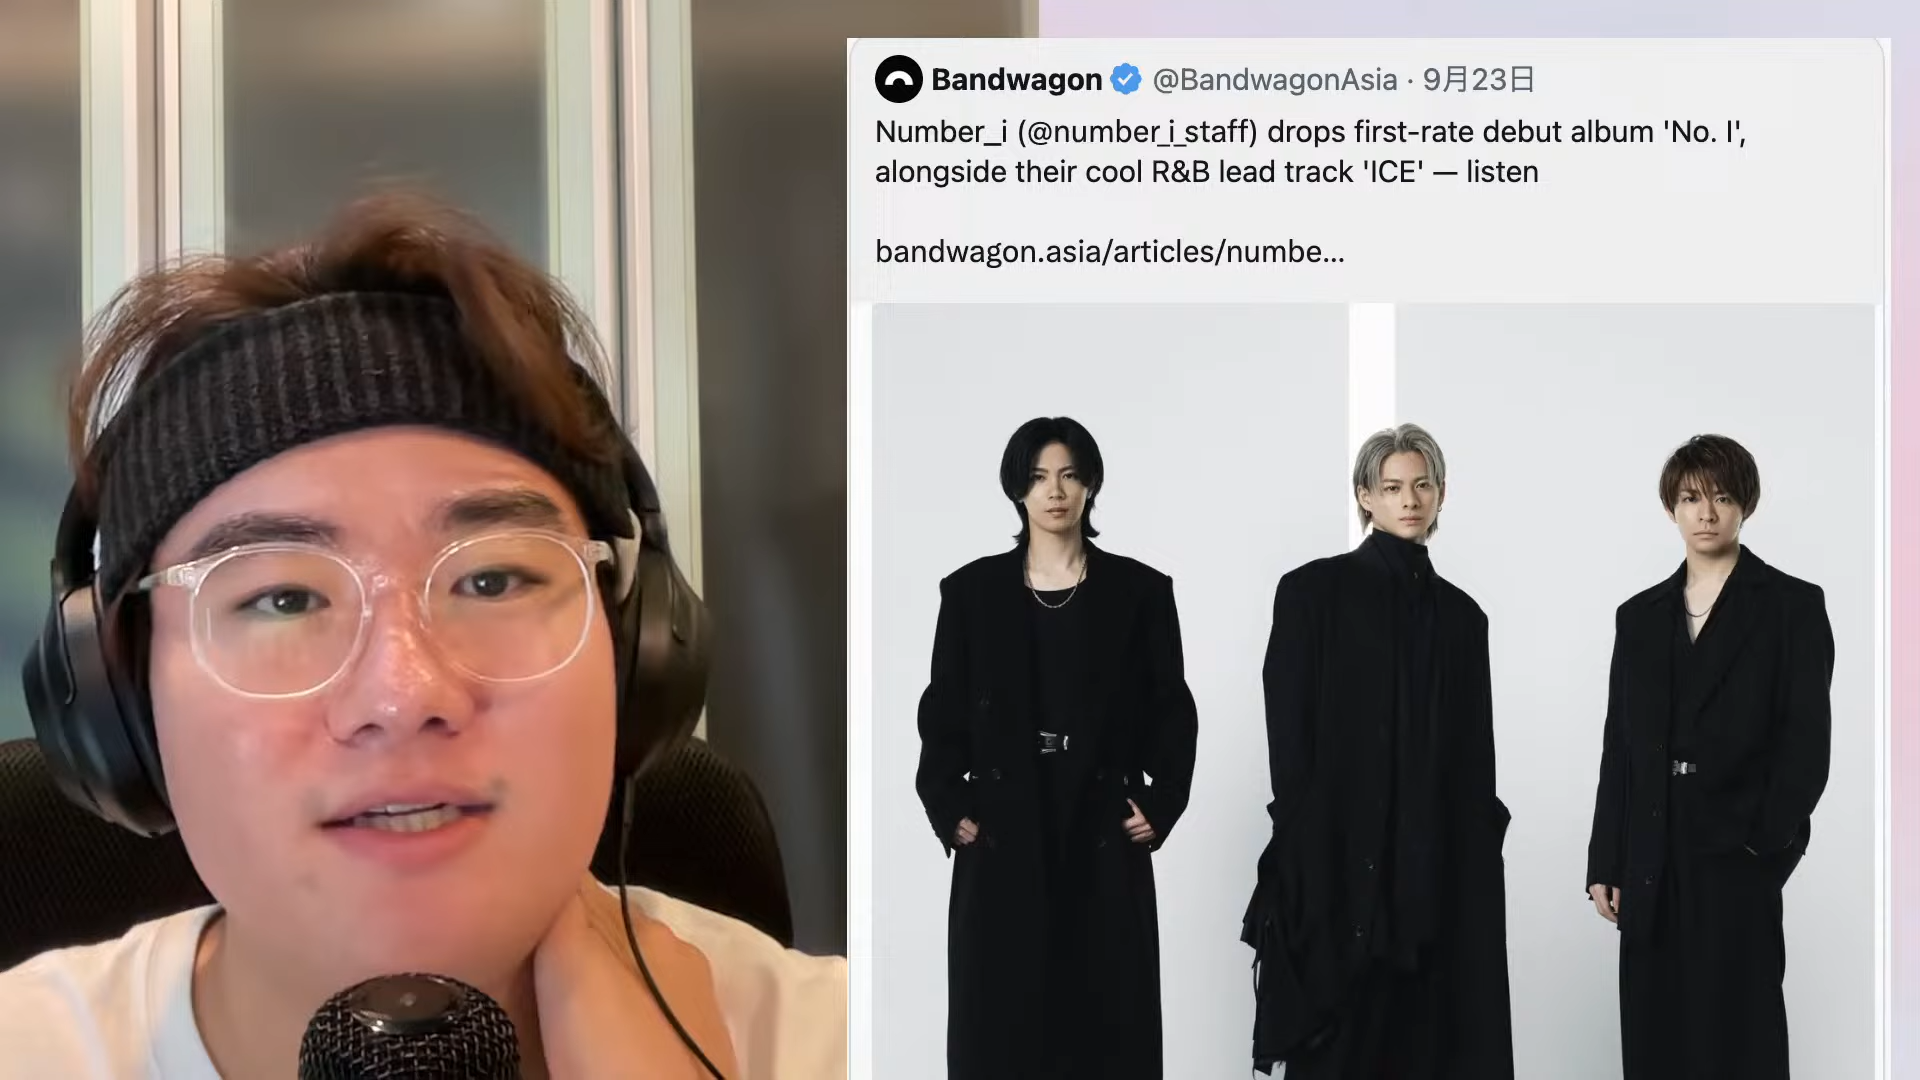 Bandwagon @BandwagonAsia · 9月23日
Number_i (@number_i_staff) drops first-rate debut album 'No. I',
alongside their cool R&B lead track 'ICE' — listen
bandwagon.asia/articles/numbe...